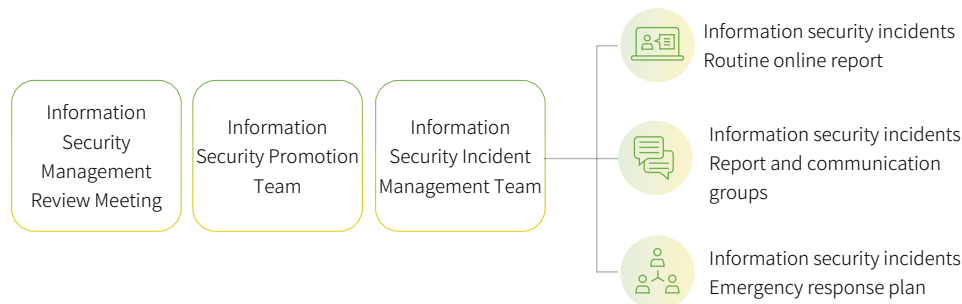 Information
Security
Management
Review Meeting
Information
Security Promotion
Team
Information
Security Incident
Management Team
Information security incidents
Routine online report
Information security incidents
Report and communication
groups
Information security incidents
Emergency response plan